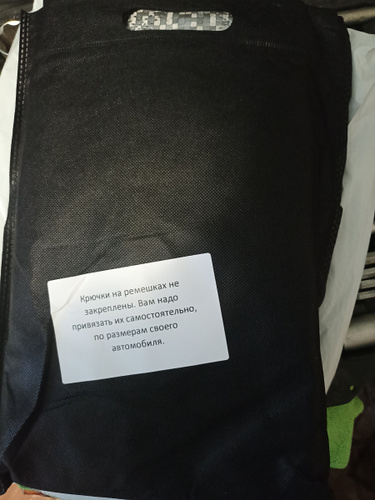 Крючки на ремешках не
закреплены. Вам надо
привязать их самостоятельно,
по размерам своего
автомобиля.